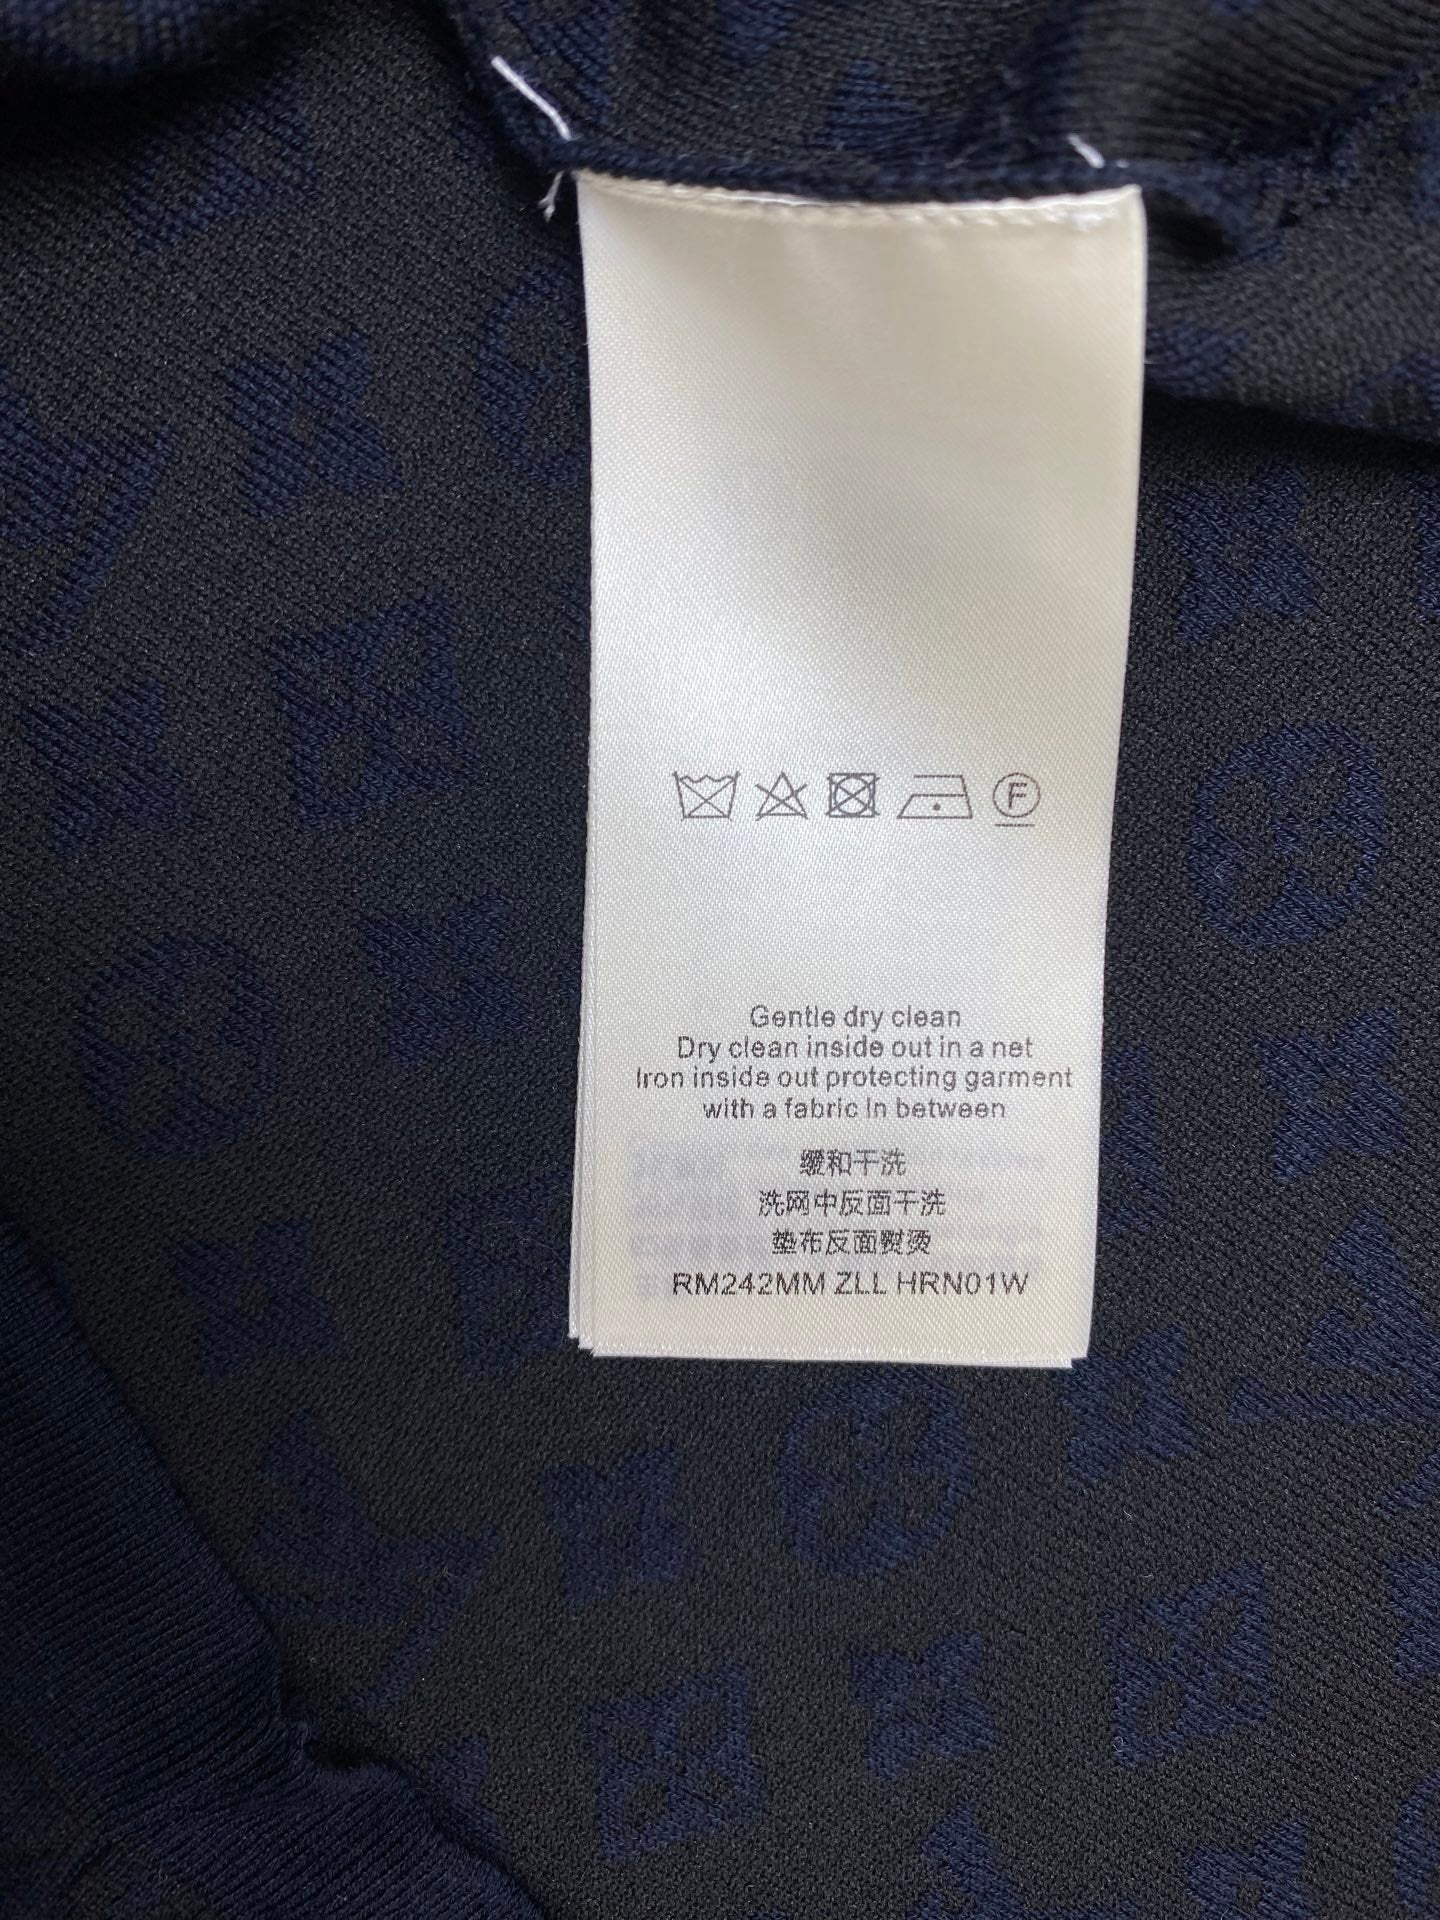 F
Gentle dry clean
Dry clean inside out in a net
Iron inside out protecting garment
with a fabric in between
缓和干洗
洗网中反面干洗
垫布反面熨烫
RM242MM ZLL HRN01W